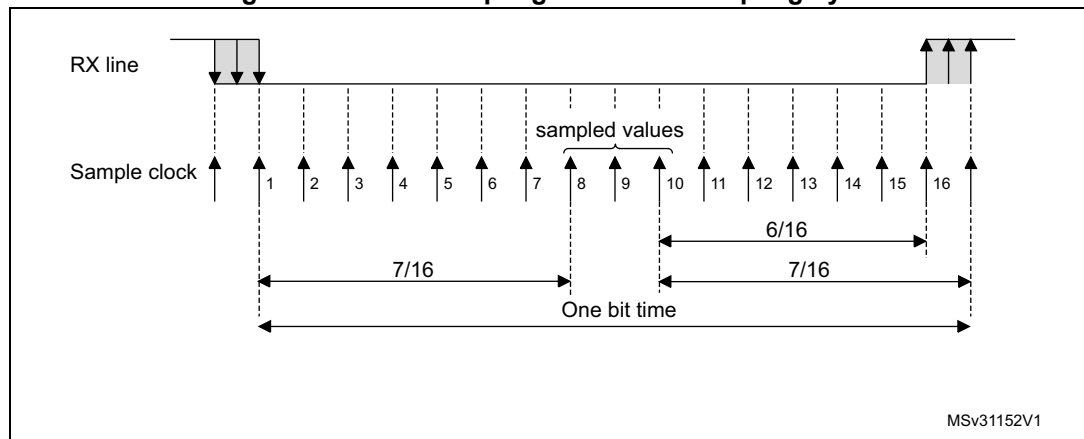 RX line
sampled values
Sample clock
1 2 3 4 5 6 7 8 9 10 11 12 13 14 15 16
6/16
7/16 7/16
One bit time
MSv31152V1